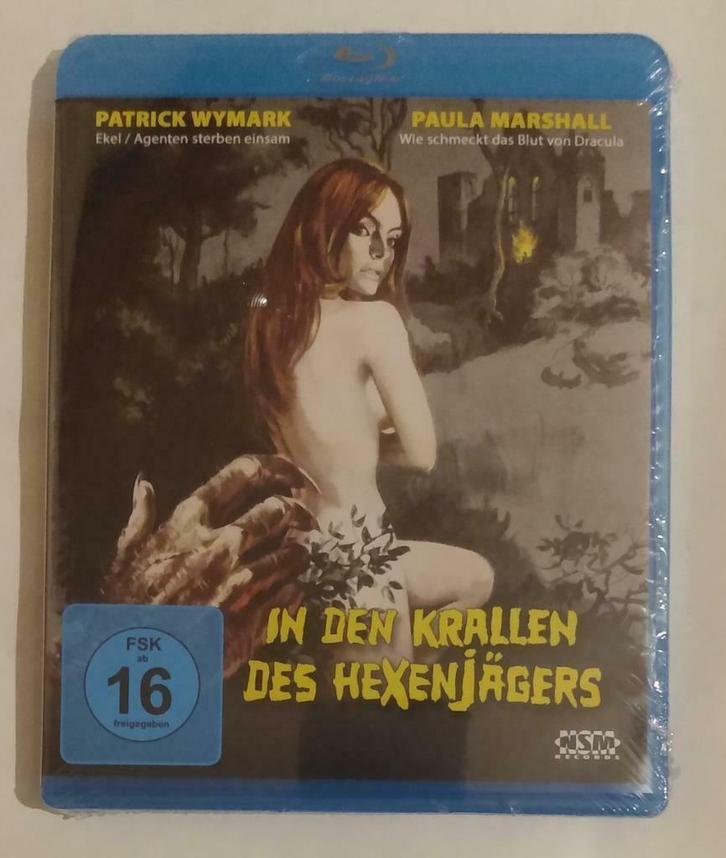 Blu-ray Disc
PATRICK WYMARK
Ekel / Agenten sterben einsam
PAULA MARSHALL
Wie schmeckt das Blut von Dracula
IN DEN KRALLEN
DES HEXENJÄGERS
FSK
ab
16
freigegeben
NSM
RECORDS